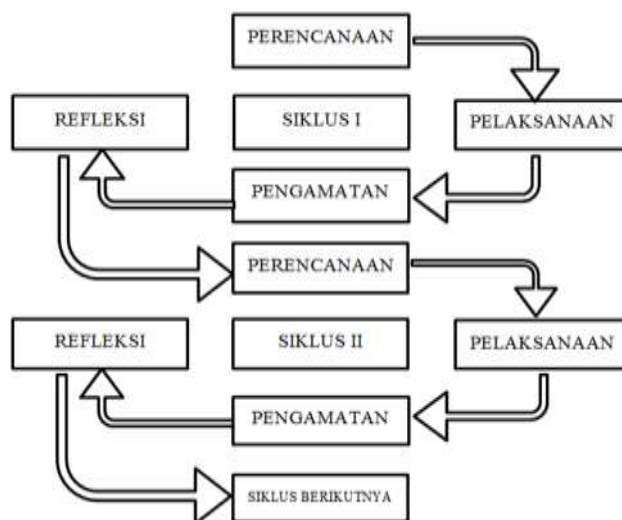 PERENCANAAN
REFLEKSI
SIKLUS I
PELAKSANAAN
PENGAMATAN
PERENCANAAN
REFLEKSI
SIKLUS II
PELAKSANAAN
PENGAMATAN
SIKLUS BERIKUTNYA